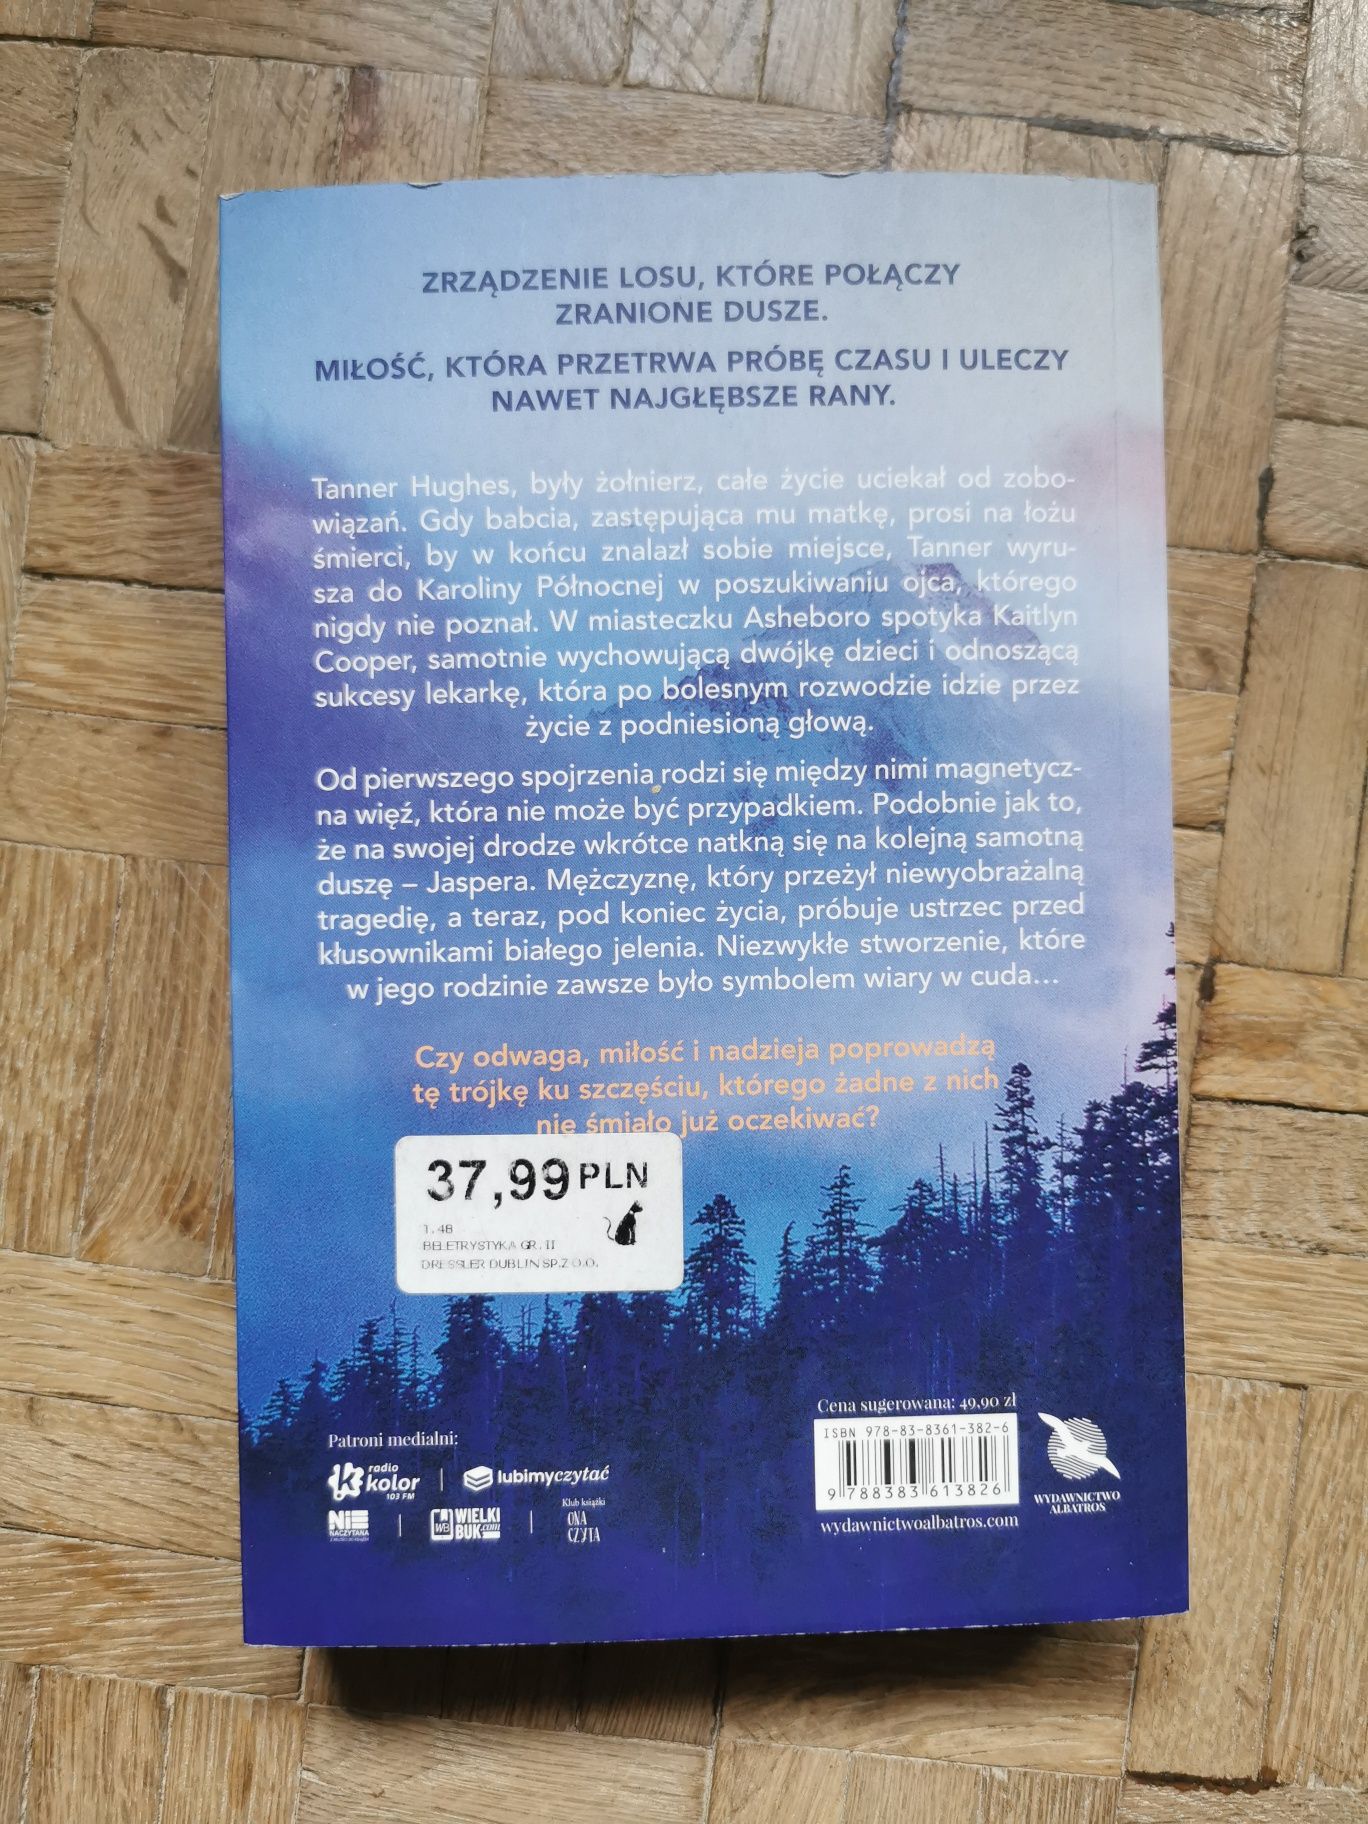 ZRZĄDZENIE LOSU, KTÓRE POŁĄCZY
ZRANIONE DUSZE.
MIŁOŚĆ, KTÓRA PRZETRWA PRÓBĘ CZASU I ULECZY
NAWET NAJGŁĘBSZE RANY.
Tanner Hughes, były żołnierz, całe życie uciekał od zobo-
wiązań. Gdy babcia, zastępująca mu matkę, prosi na łożu
śmierci, by w końcu znalazł sobie miejsce, Tanner wyru-
sza do Karoliny Północnej w poszukiwaniu ojca, którego
nigdy nie poznał. W miasteczku Asheboro spotyka Kaitlyn
Cooper, samotnie wychowującą dwójkę dzieci i odnoszącą
sukcesy lekarkę, która po bolesnym rozwodzie idzie przez
życie z podniesioną głową.
Od pierwszego spojrzenia rodzi się między nimi magnetycz-
na więź, która nie może być przypadkiem. Podobnie jak to,
że na swojej drodze wkrótce natkną się na kolejną samotną
duszę – Jaspera. Mężczyznę, który przeżył niewyobrażalną
tragedię, a teraz, pod koniec życia, próbuje ustrzec przed
kłusownikami białego jelenia. Niezwykłe stworzenie, które
w jego rodzinie zawsze było symbolem wiary w cuda...
Czy odwaga, miłość i nadzieja poprowadzą
tę trójkę ku szczęściu, którego żadne z nich
nie śmiało już oczekiwać?
37,99 PLN
1.48
BELETRYSTYKA GR.II
DRESSLER DUBLIN SP.Z O.O.
Cena sugerowana: 49,90 zł
ISBN 978-83-8361-382-6
9 788383 613826
wydawnictwoalbatros.com
WYDAWNICTWO
ALBATROS
Patroni medialni:
radio
kolor
103 FM
lubimyczytać
NIE
NACZYTANA
WB WIELKI
BUK.com
Klub książki
ONA
CZYTA